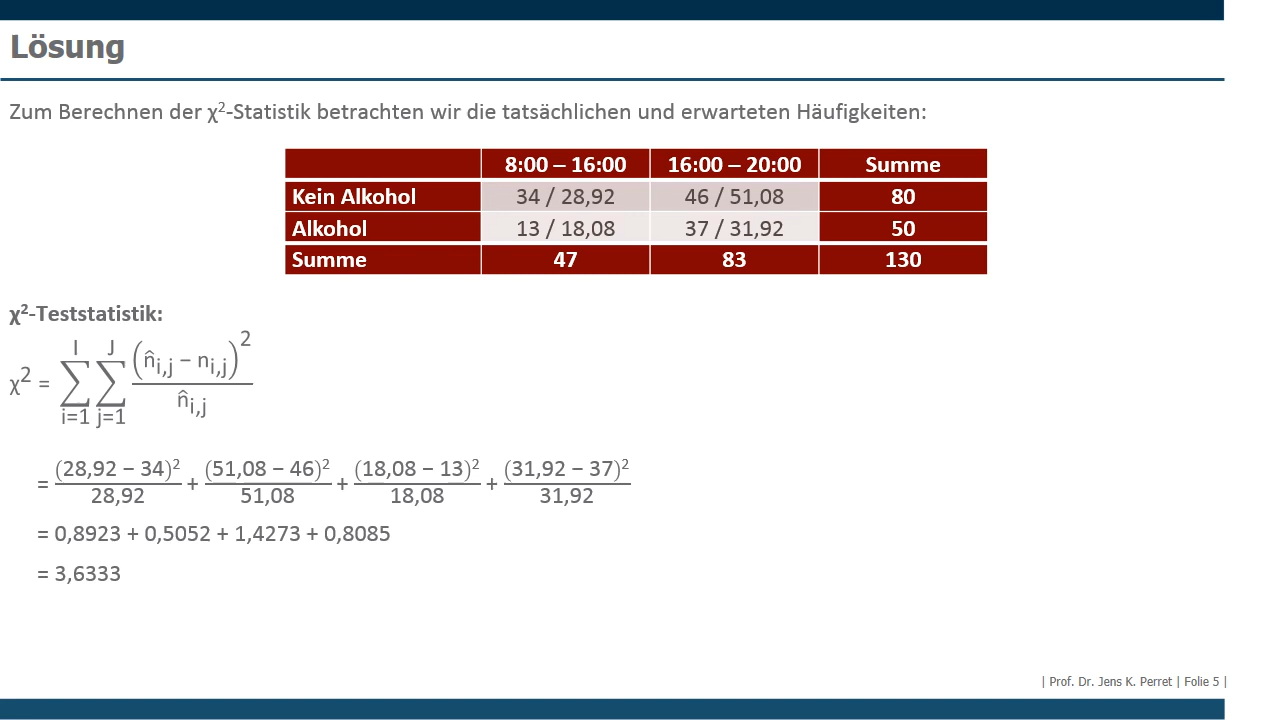 Lösung
Zum Berechnen der χ²-Statistik betrachten wir die tatsächlichen und erwarteten Häufigkeiten:
8:00 – 16:00 16:00 – 20:00 Summe
Kein Alkohol 34 / 28,92 46 / 51,08 80
Alkohol 13 / 18,08 37 / 31,92 50
Summe 47 83 130
χ²-Teststatistik:
χ² = ∑_{i=1}^{I} ∑_{j=1}^{J} (n̂_{i,j} − n_{i,j})² / n̂_{i,j}
= (28,92 − 34)² / 28,92 + (51,08 − 46)² / 51,08 + (18,08 − 13)² / 18,08 + (31,92 − 37)² / 31,92
= 0,8923 + 0,5052 + 1,4273 + 0,8085
= 3,6333
| Prof. Dr. Jens K. Perret | Folie 5 |